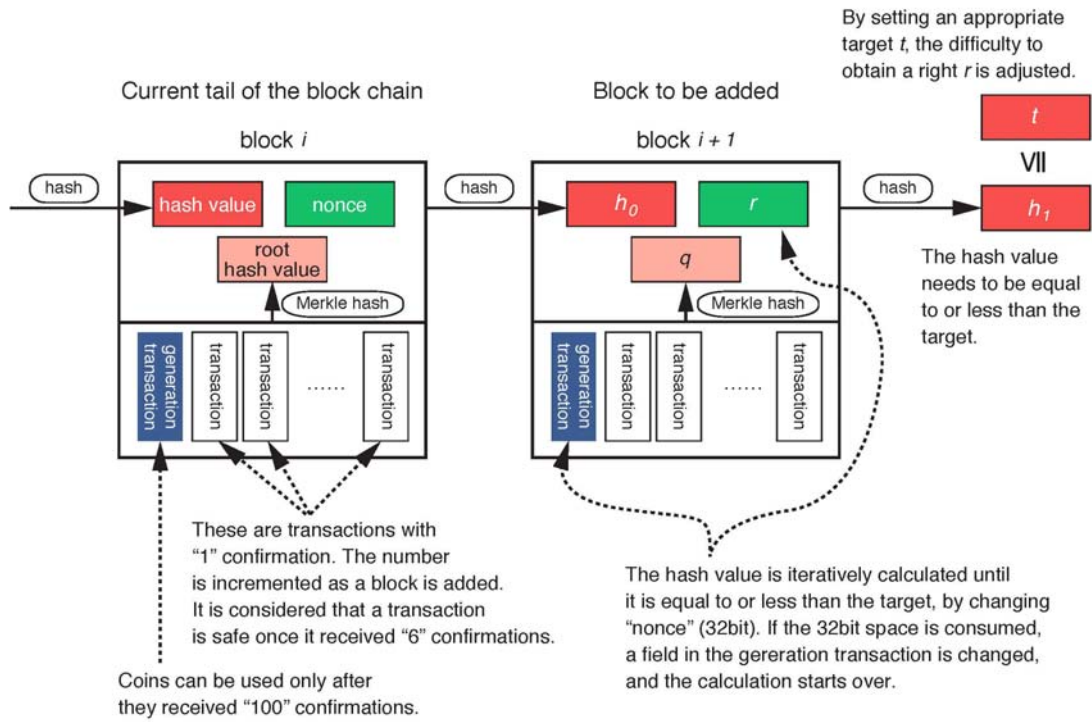 By setting an appropriate
target t, the difficulty to
obtain a right r is adjusted.
Current tail of the block chain
Block to be added
block i
block i + 1
t
VII
hash
hash value
nonce
hash
h0
r
hash
h1
root
hash value
q
Merkle hash
Merkle hash
The hash value
needs to be equal
to or less than the
target.
generation
transaction
transaction
transaction
......
transaction
generation
transaction
transaction
transaction
......
transaction
These are transactions with
“1” confirmation. The number
is incremented as a block is added.
It is considered that a transaction
is safe once it received “6” confirmations.
The hash value is iteratively calculated until
it is equal to or less than the target, by changing
“nonce” (32bit). If the 32bit space is consumed,
a field in the gereration transaction is changed,
and the calculation starts over.
Coins can be used only after
they received “100” confirmations.